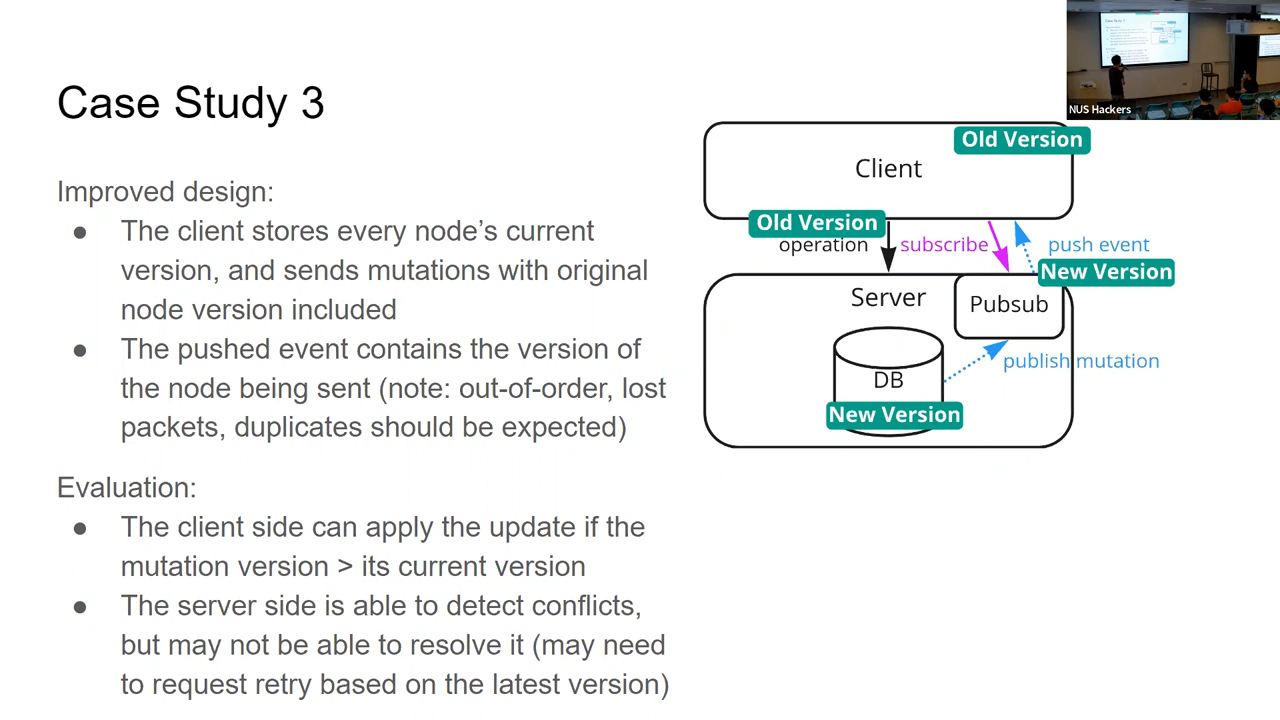 Case Study 3
NUS Hackers
Improved design:
● The client stores every node’s current
version, and sends mutations with original
node version included
● The pushed event contains the version of
the node being sent (note: out-of-order, lost
packets, duplicates should be expected)
Evaluation:
● The client side can apply the update if the
mutation version > its current version
● The server side is able to detect conflicts,
but may not be able to resolve it (may need
to request retry based on the latest version)
Old Version
Client
Old Version
operation
subscribe
push event
New Version
Server
Pubsub
publish mutation
DB
New Version